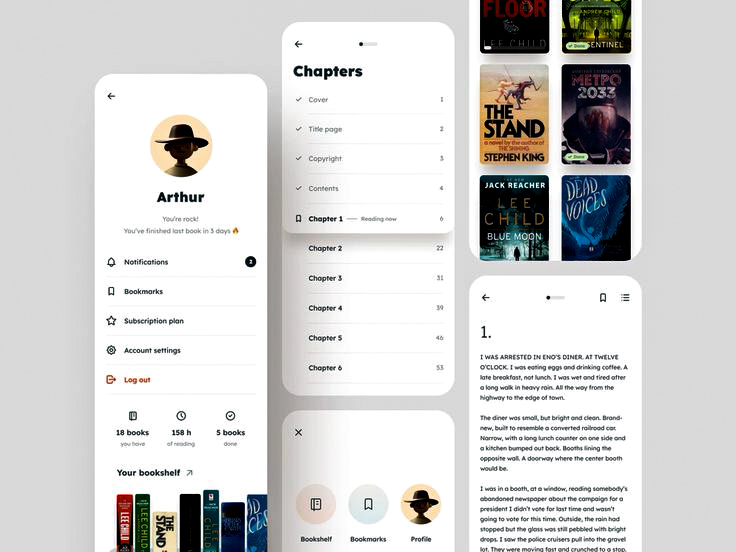 Arthur
You're rock!
You've finished last book in 3 days 🔥
Notifications
2
Bookmarks
Subscription plan
Account settings
Log out
18 books
you have
158 h
of reading
5 books
done
Your bookshelf
LEE CHILD
LEE CHILD
THE STAND
Chapters
Cover 1
Title page 2
Copyright 3
Contents 4
Chapter 1 Reading now 6
Chapter 2 22
Chapter 3 31
Chapter 4 39
Chapter 5 46
Chapter 6 53
Bookshelf
Bookmarks
Profile
FLOOR
LEE CHILD
Done
SENTINEL
THE
STAND
a novel by the author of
THE SHINING
STEPHEN KING
МЕТРО
2033
Done
JACK REACHER
LEE
CHILD
BLUE MOON
DEAD
VOICES
1.
I WAS ARRESTED IN ENO'S DINER. AT TWELVE
O'CLOCK. I was eating eggs and drinking coffee. A
late breakfast, not lunch. I was wet and tired after
a long walk in heavy rain. All the way from the
highway to the edge of town.
The diner was small, but bright and clean. Brand-
new, built to resemble a converted railroad car.
Narrow, with a long lunch counter on one side and
a kitchen bumped out back. Booths lining the
opposite wall. A doorway where the center booth
would be.
I was in a booth, at a window, reading somebody's
abandoned newspaper about the campaign for a
president I didn't vote for last time and wasn't
going to vote for this time. Outside, the rain had
stopped but the glass was still pebbled with bright
drops. I saw the police cruisers pull into the gravel
lot. They were moving fast and crunched to a stop.